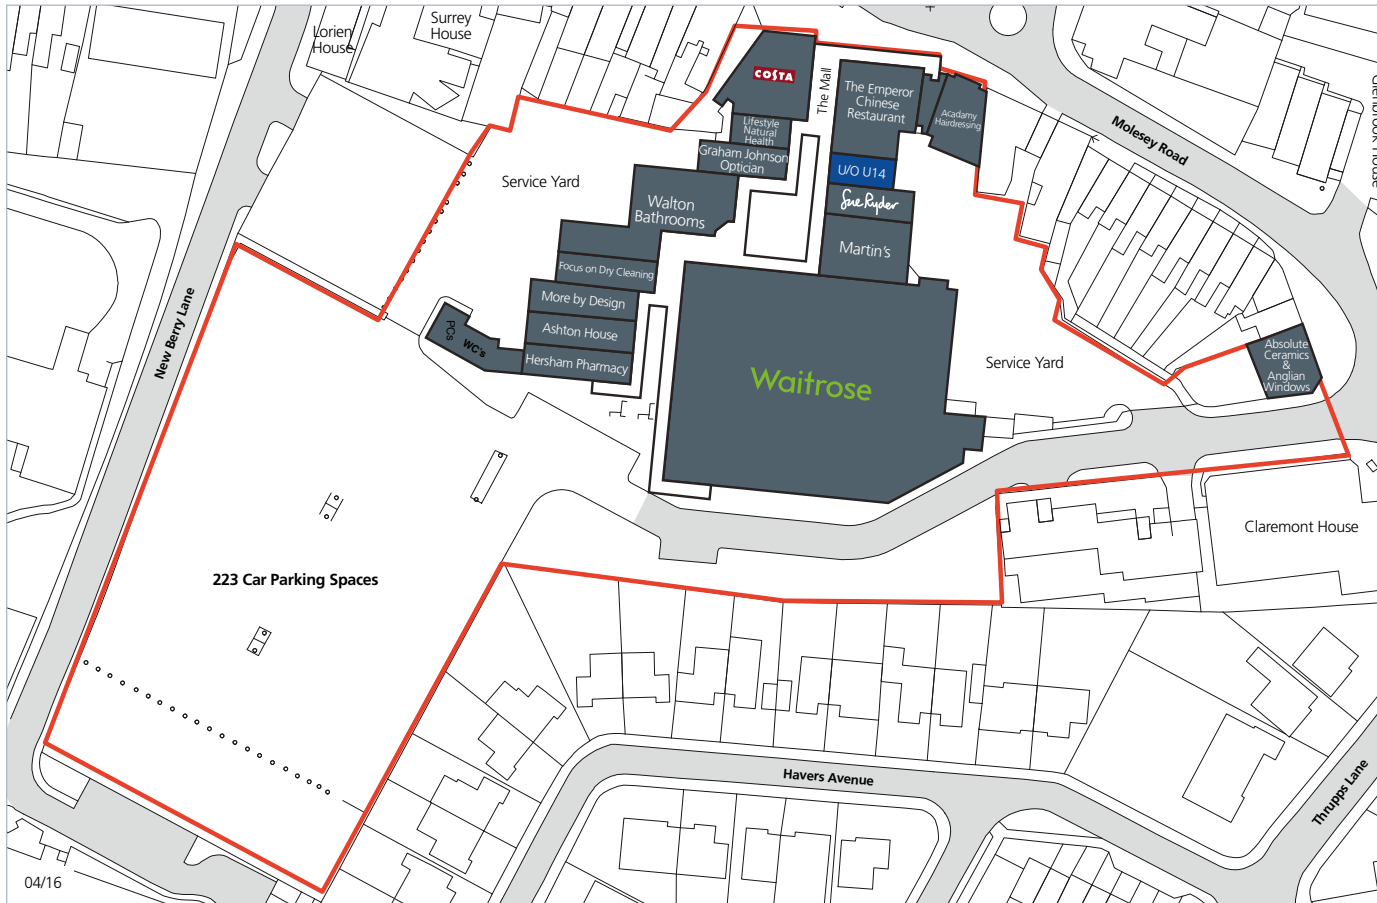 Lorien
House
Surrey
House
COSTA
The Mall
The Emperor
Chinese
Restaurant
Acadamy
Hairdressing
Glenbrook House
Molesey Road
Lifestyle
Natural
Health
Graham Johnson
Optician
U/O U14
Sue Ryder
Service Yard
Walton
Bathrooms
Martin's
Focus on Dry Cleaning
More by Design
Ashton House
Hersham Pharmacy
PC's
WC's
New Berry Lane
Waitrose
Service Yard
Absolute
Ceramics
&
Anglian
Windows
Claremont House
223 Car Parking Spaces
Havers Avenue
Thrupps Lane
04/16